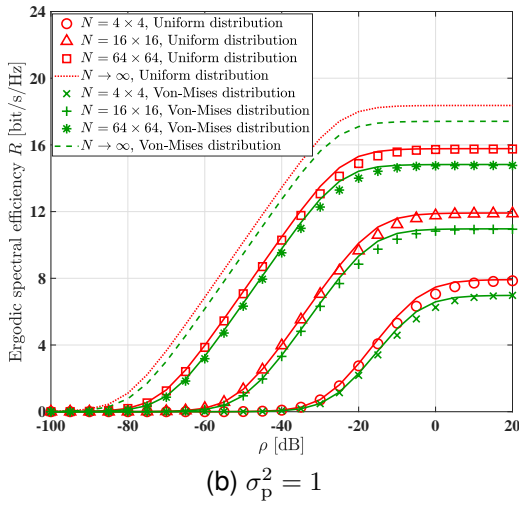 24
20
16
12
8
4
0
Ergodic spectral efficiency R [bit/s/Hz]
N = 4 × 4, Uniform distribution
N = 16 × 16, Uniform distribution
N = 64 × 64, Uniform distribution
N → ∞, Uniform distribution
N = 4 × 4, Von-Mises distribution
N = 16 × 16, Von-Mises distribution
N = 64 × 64, Von-Mises distribution
N → ∞, Von-Mises distribution
-100 -80 -60 -40 -20 0 20
ρ [dB]
(b) σ_p^2 = 1